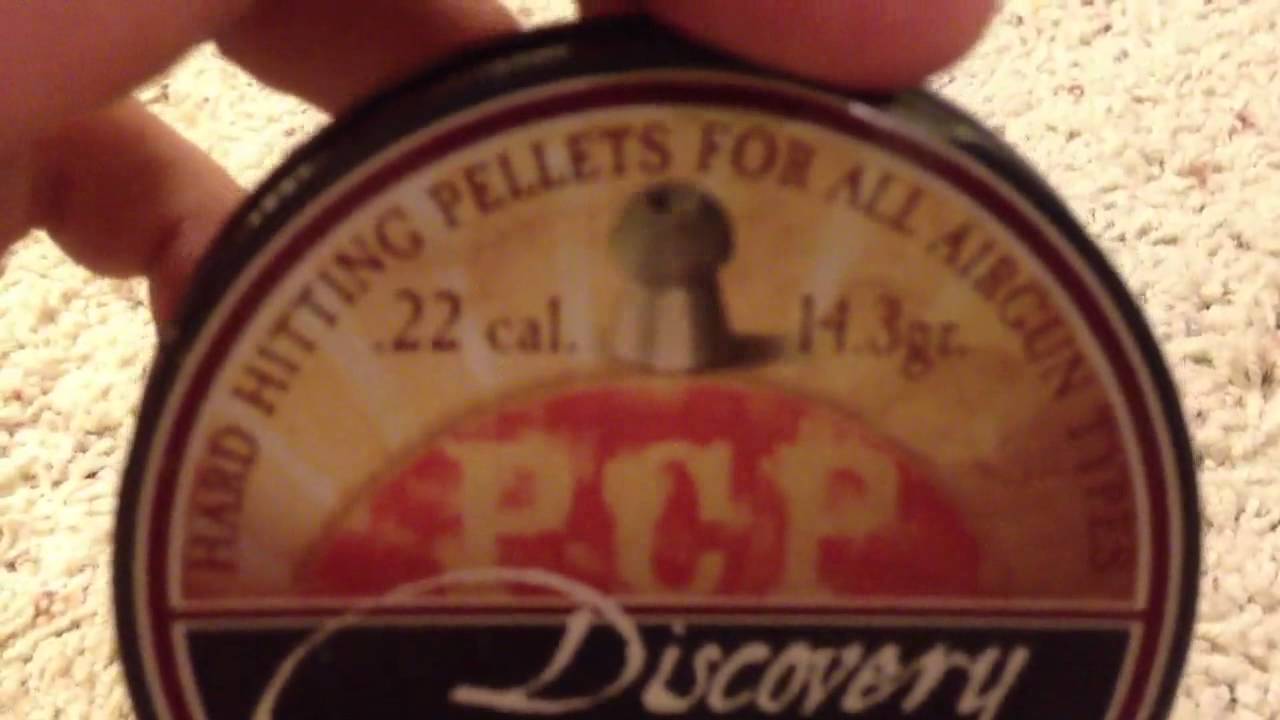 HARD HITTING PELLETS FOR ALL AIRGUN TYPES
.22 cal. 14.3gr.
PCP
Discovery